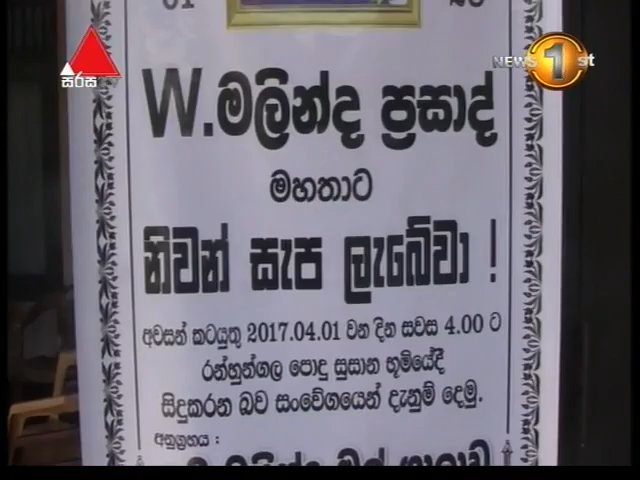 සිරස
NEWS 1st
W.මලින්ද ප්‍රසාද්
මහතාට
නිවන් සැප ලැබේවා !
අවසන් කටයුතු 2017.04.01 වන දින සවස 4.00 ට
රන්හුන්ගල පොදු සුසාන භූමියේදී
සිදුකරන බව සංවේගයෙන් දැනුම් දෙමු.
අනුග්‍රහය :